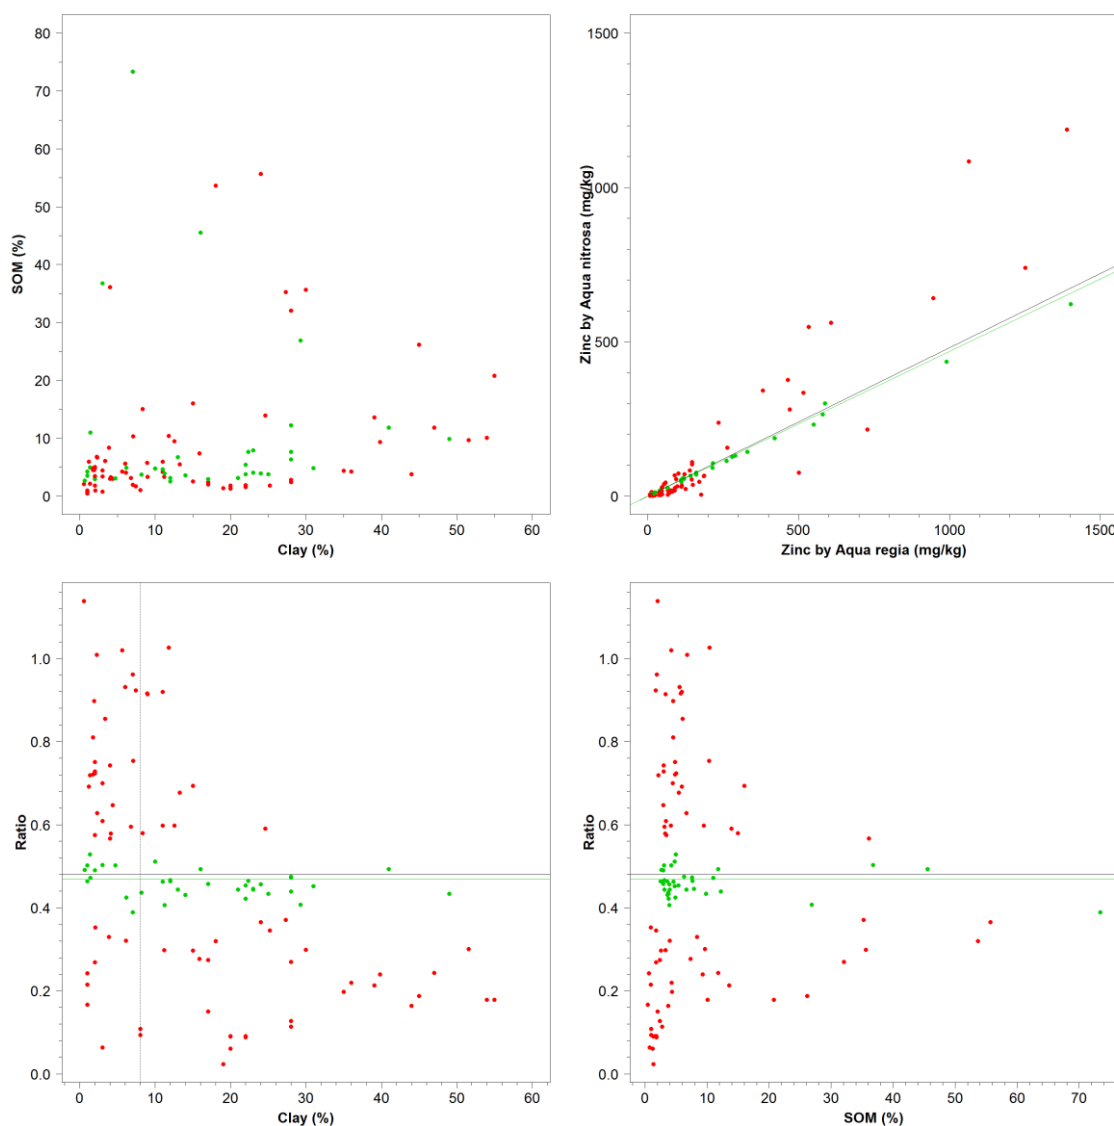 80
70
60
50
40
30
20
10
0
SOM (%)
0 10 20 30 40 50 60
Clay (%)
1500
1000
500
0
Zinc by Aqua nitrosa (mg/kg)
0 500 1000 1500
Zinc by Aqua regia (mg/kg)
1.0
0.8
0.6
0.4
0.2
0.0
Ratio
0 10 20 30 40 50 60
Clay (%)
1.0
0.8
0.6
0.4
0.2
0.0
Ratio
0 10 20 30 40 50 60 70
SOM (%)